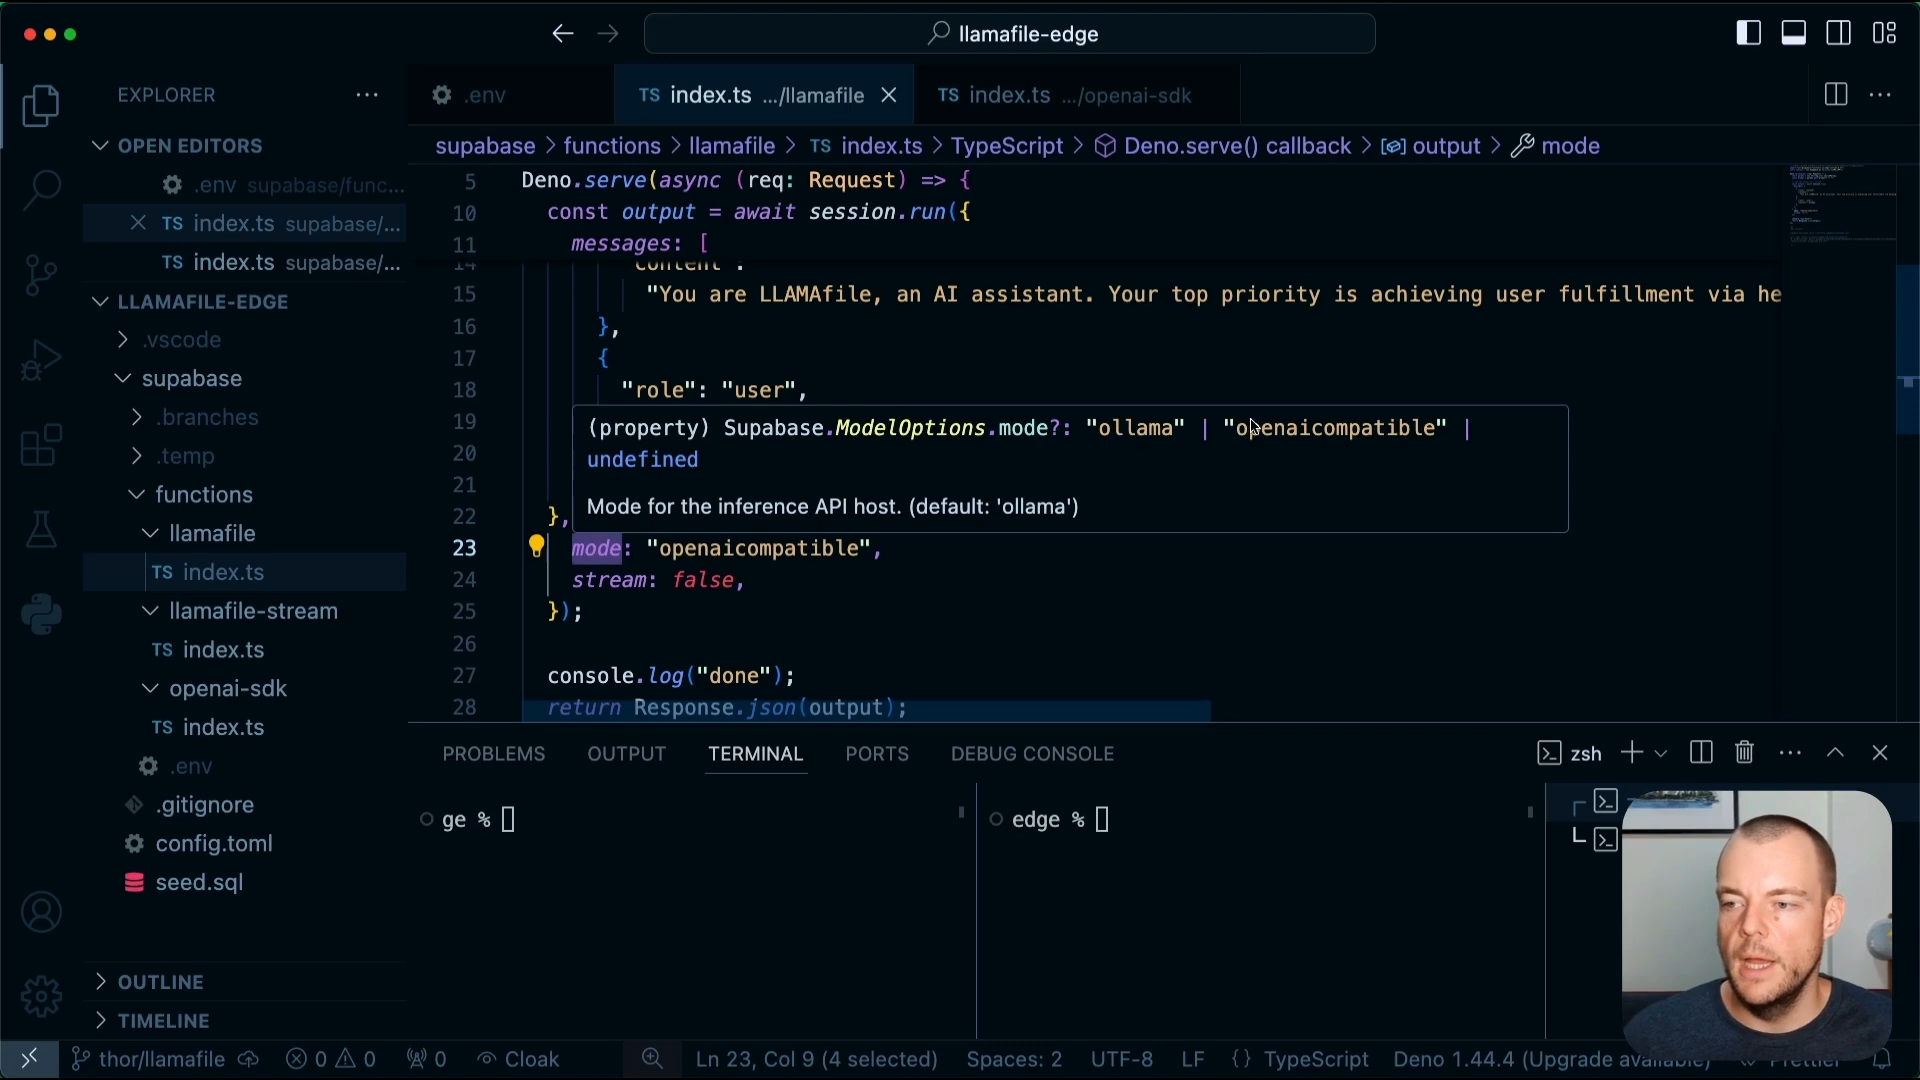 llamafile-edge
EXPLORER
.env
TS index.ts .../llamafile
TS index.ts .../openai-sdk
OPEN EDITORS
supabase > functions > llamafile > TS index.ts > TypeScript > Deno.serve() callback > output > mode
.env supabase/func...
TS index.ts supabase/...
TS index.ts supabase/...
LLAMAFILE-EDGE
.vscode
supabase
.branches
.temp
functions
llamafile
TS index.ts
llamafile-stream
TS index.ts
openai-sdk
TS index.ts
.env
.gitignore
config.toml
seed.sql
OUTLINE
TIMELINE
5 Deno.serve(async (req: Request) => {
10 const output = await session.run({
11 messages: [
14 "content":
15 "You are LLAMAfile, an AI assistant. Your top priority is achieving user fulfillment via he
16 },
17 {
18 "role": "user",
19
20
21
22 },
(property) Supabase.ModelOptions.mode?: "ollama" | "openaicompatible" |
undefined
Mode for the inference API host. (default: 'ollama')
23 mode: "openaicompatible",
24 stream: false,
25 });
26
27 console.log("done");
28 return Response.json(output);
PROBLEMS OUTPUT TERMINAL PORTS DEBUG CONSOLE
zsh
ge %
edge %
thor/llamafile 0 0 0 Cloak
Ln 23, Col 9 (4 selected) Spaces: 2 UTF-8 LF {} TypeScript Deno 1.44.4 (Upgrade available) Prettier